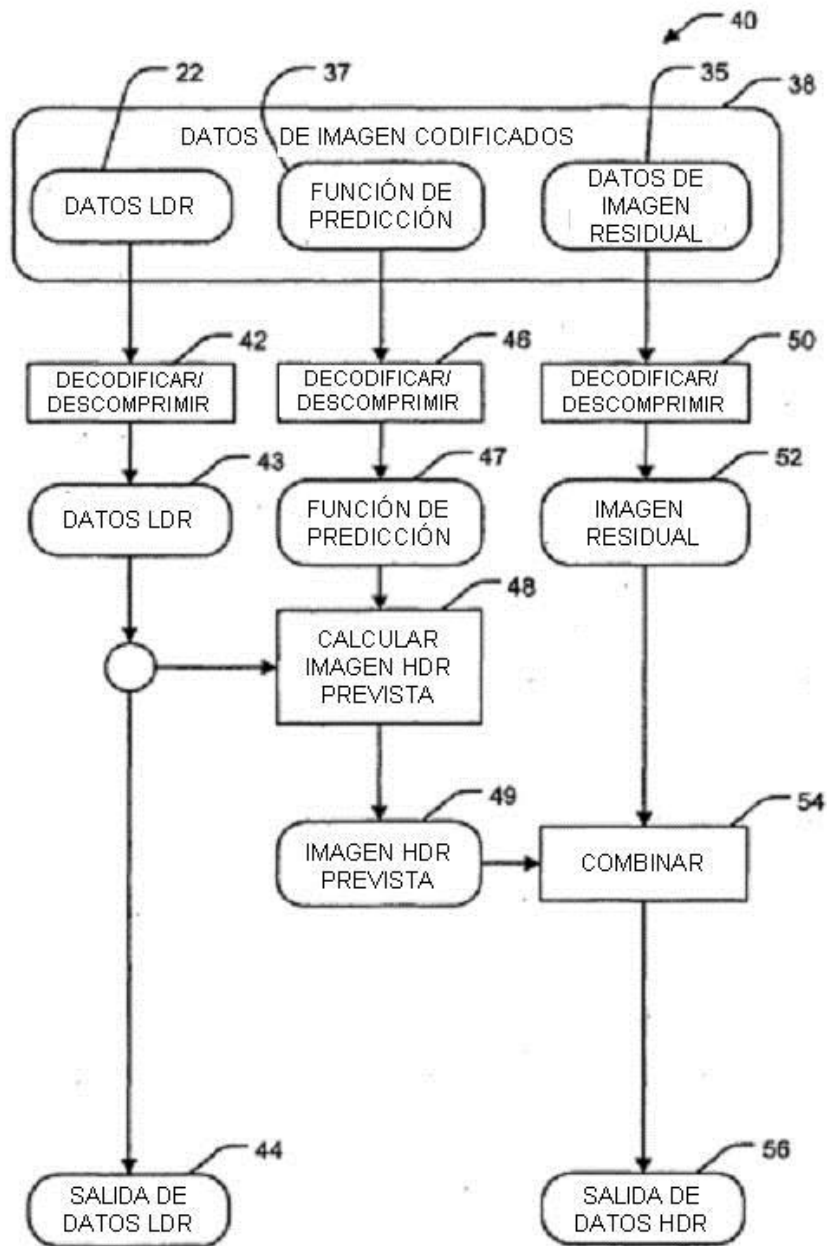 40
22
37
35
38
DATOS DE IMAGEN CODIFICADOS
DATOS LDR
FUNCIÓN DE
PREDICCIÓN
DATOS DE
IMAGEN
RESIDUAL
42
46
50
DECODIFICAR/
DESCOMPRIMIR
DECODIFICAR/
DESCOMPRIMIR
DECODIFICAR/
DESCOMPRIMIR
43
47
52
DATOS LDR
FUNCIÓN DE
PREDICCIÓN
IMAGEN
RESIDUAL
48
CALCULAR
IMAGEN HDR
PREVISTA
49
54
IMAGEN HDR
PREVISTA
COMBINAR
44
56
SALIDA DE
DATOS LDR
SALIDA DE
DATOS HDR